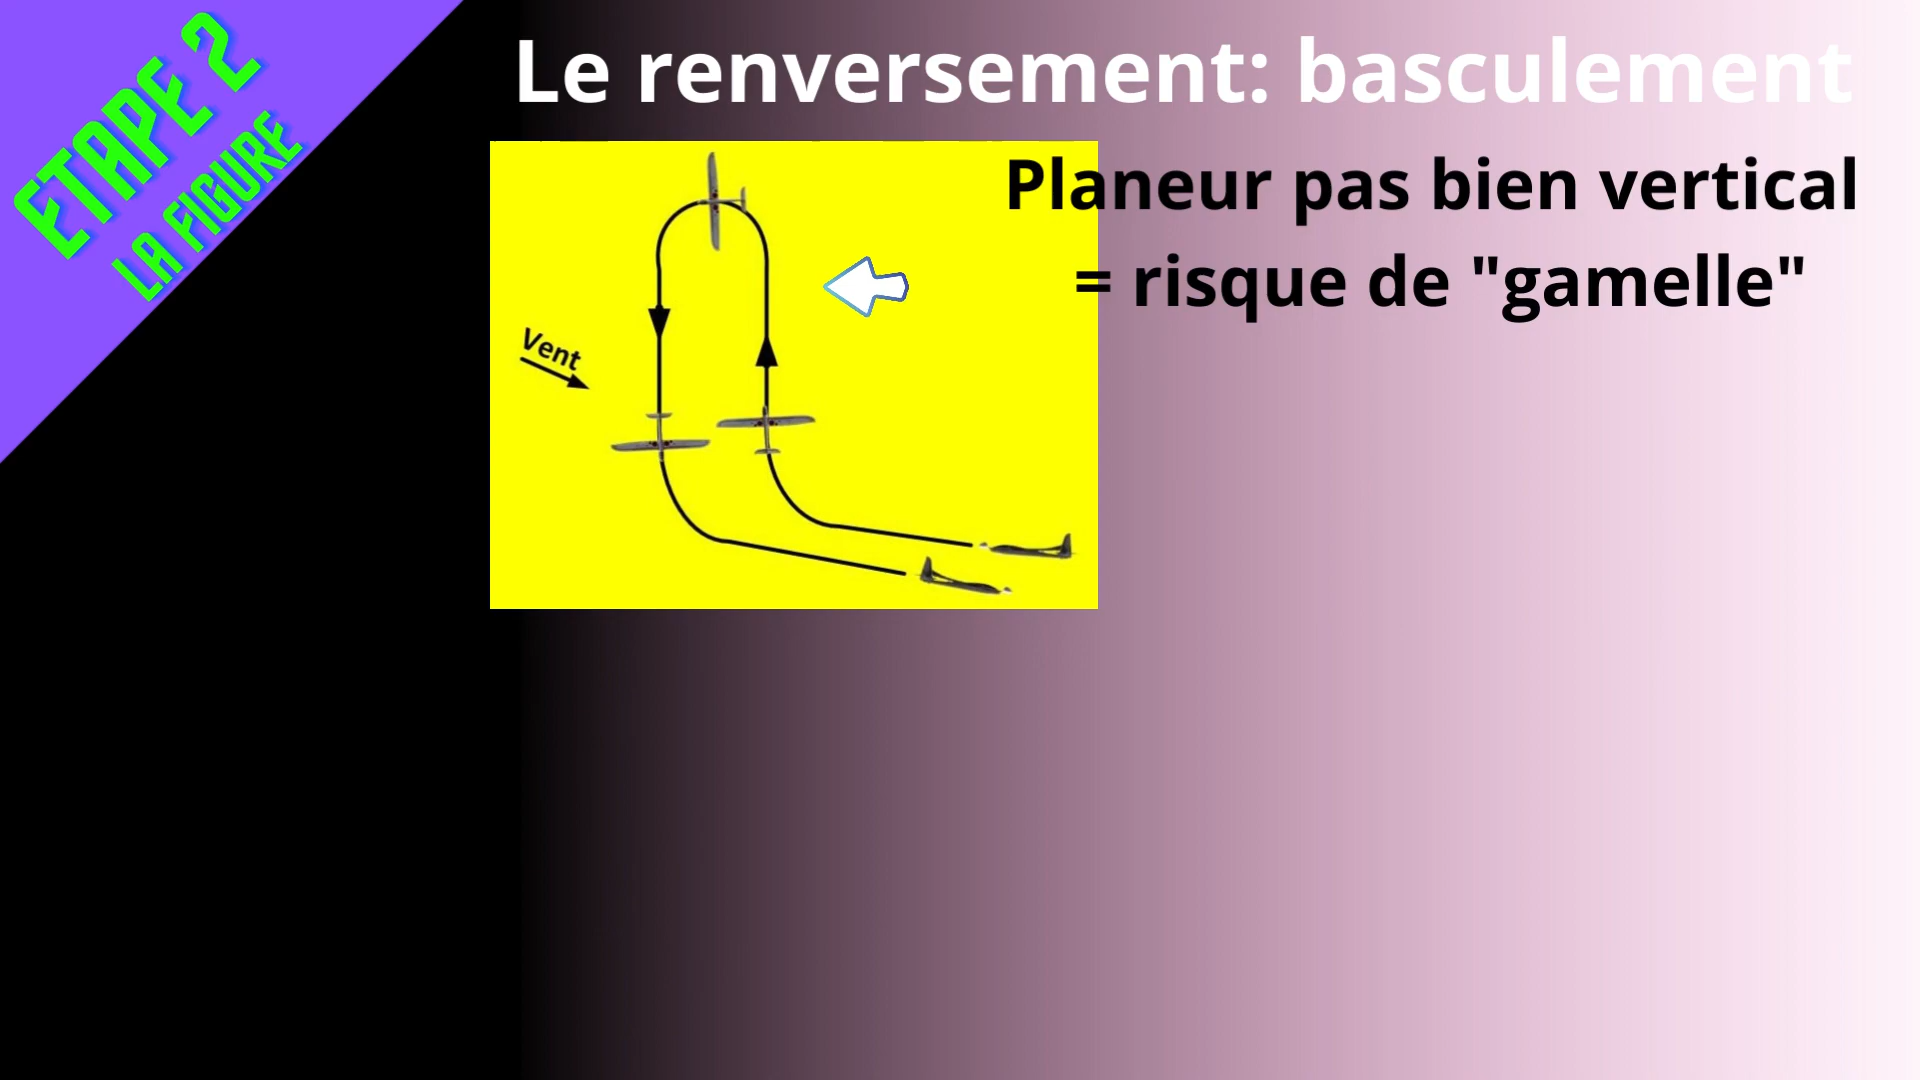 ETAPE 2
LA FIGURE
Le renversement: basculement
Planeur pas bien vertical
= risque de "gamelle"
Vent